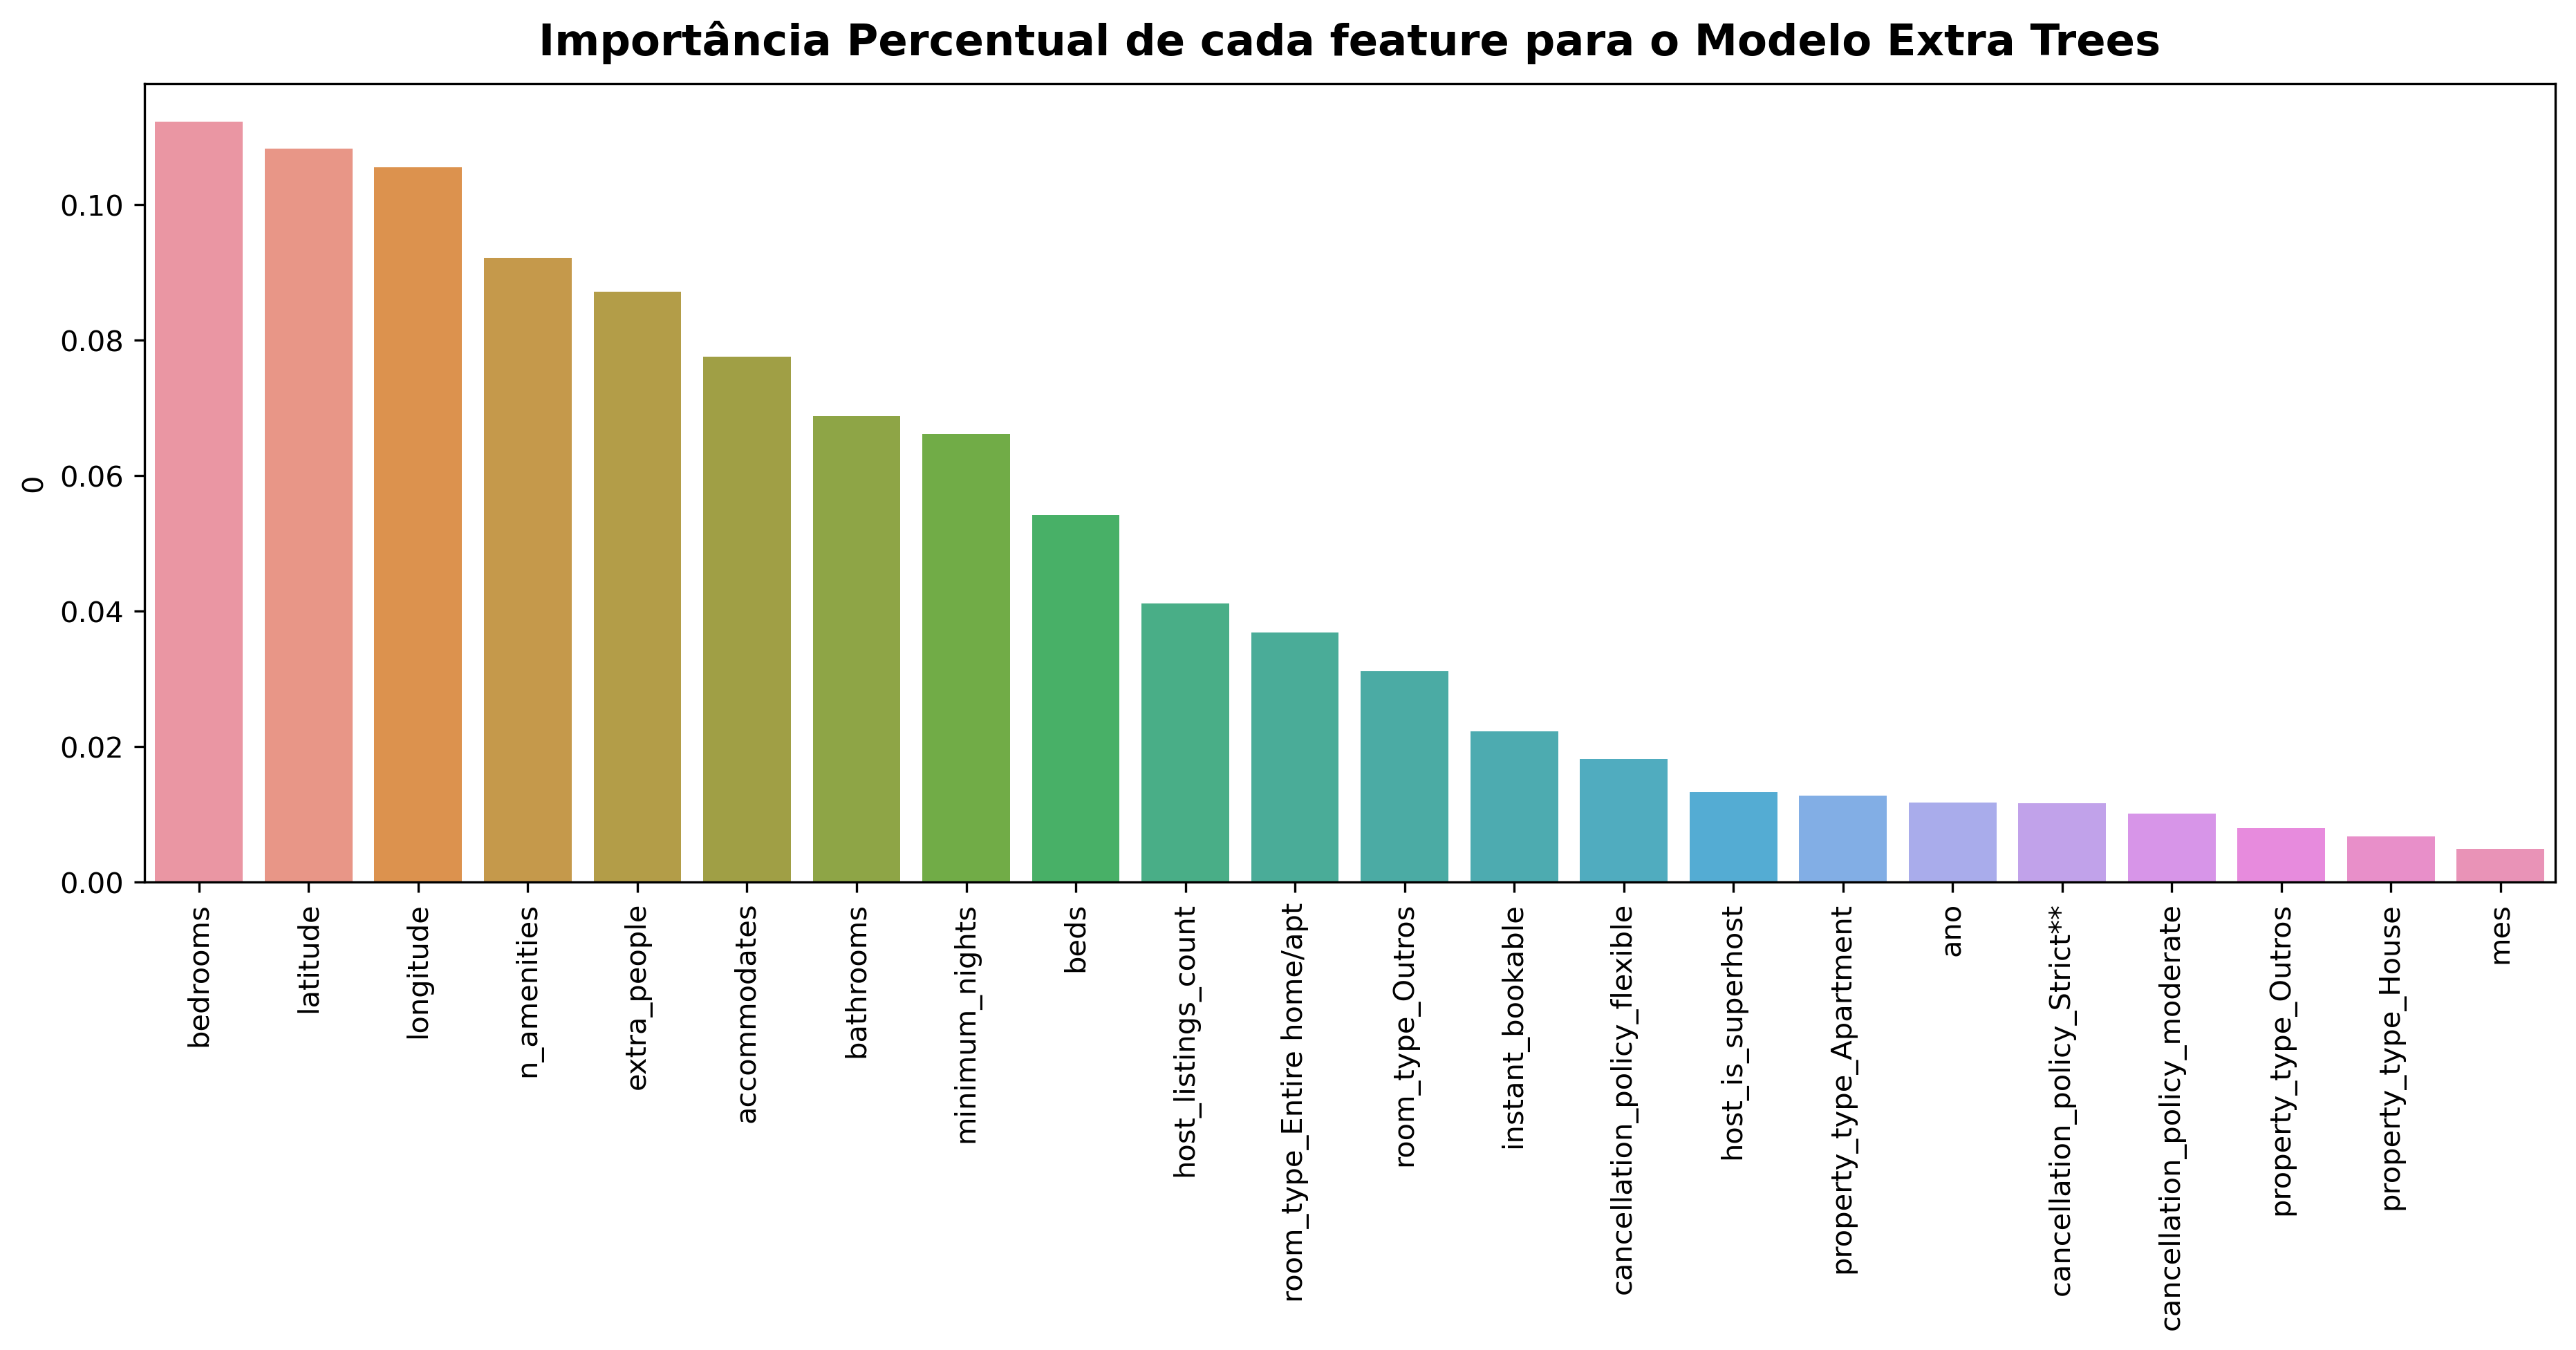 Importância Percentual de cada feature para o Modelo Extra Trees
0
0.10
0.08
0.06
0.04
0.02
0.00
bedrooms
latitude
longitude
n_amenities
extra_people
accommodates
bathrooms
minimum_nights
beds
host_listings_count
room_type_Entire home/apt
room_type_Outros
instant_bookable
cancellation_policy_flexible
host_is_superhost
property_type_Apartment
ano
cancellation_policy_Strict**
cancellation_policy_moderate
property_type_Outros
property_type_House
mes